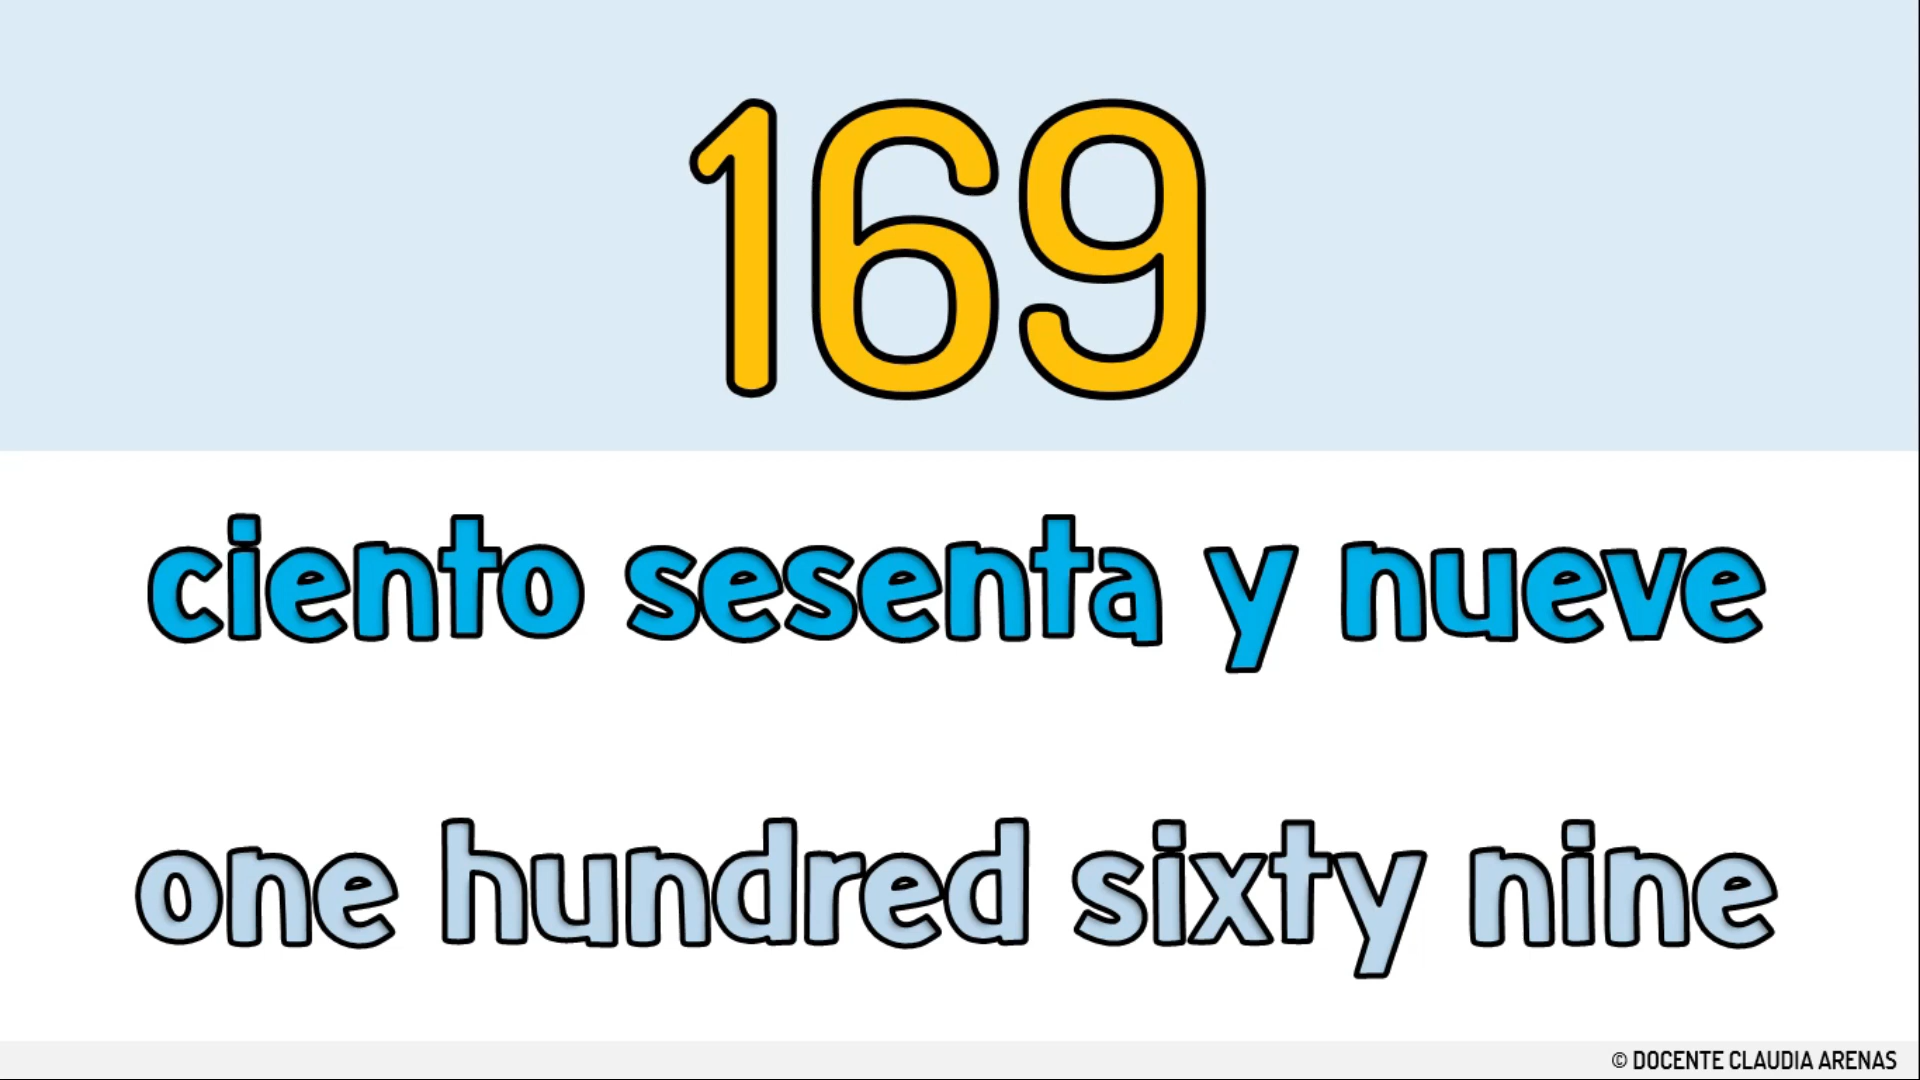 169
ciento sesenta y nueve
one hundred sixty nine
© DOCENTE CLAUDIA ARENAS